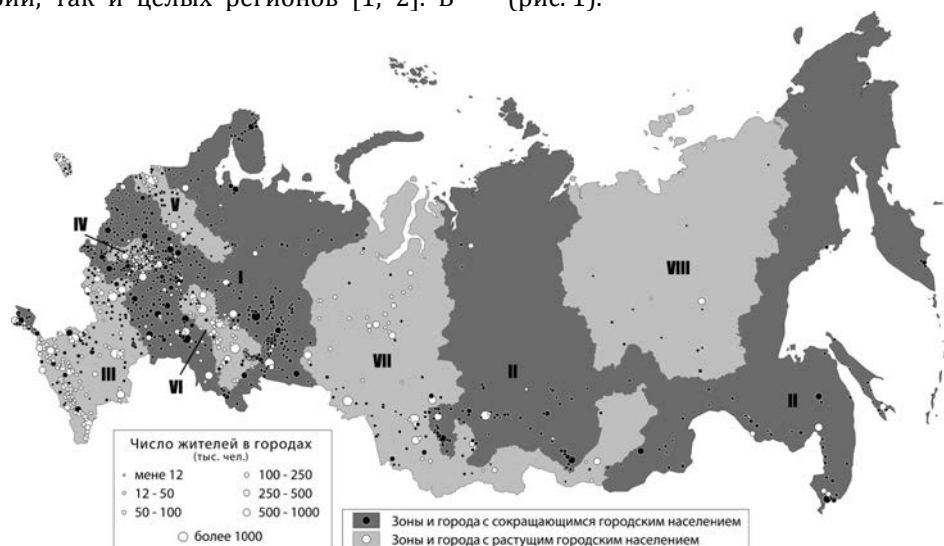 рии, так и целых регионов [1, 2]. В (рис. 1).
IV
V
I
VIII
III
VI
VII
II
II
Число жителей в городах
(тыс. чел.)
мене 12
12 - 50
50 - 100
100 - 250
250 - 500
500 - 1000
более 1000
Зоны и города с сокращающимся городским населением
Зоны и города с растущим городским населением